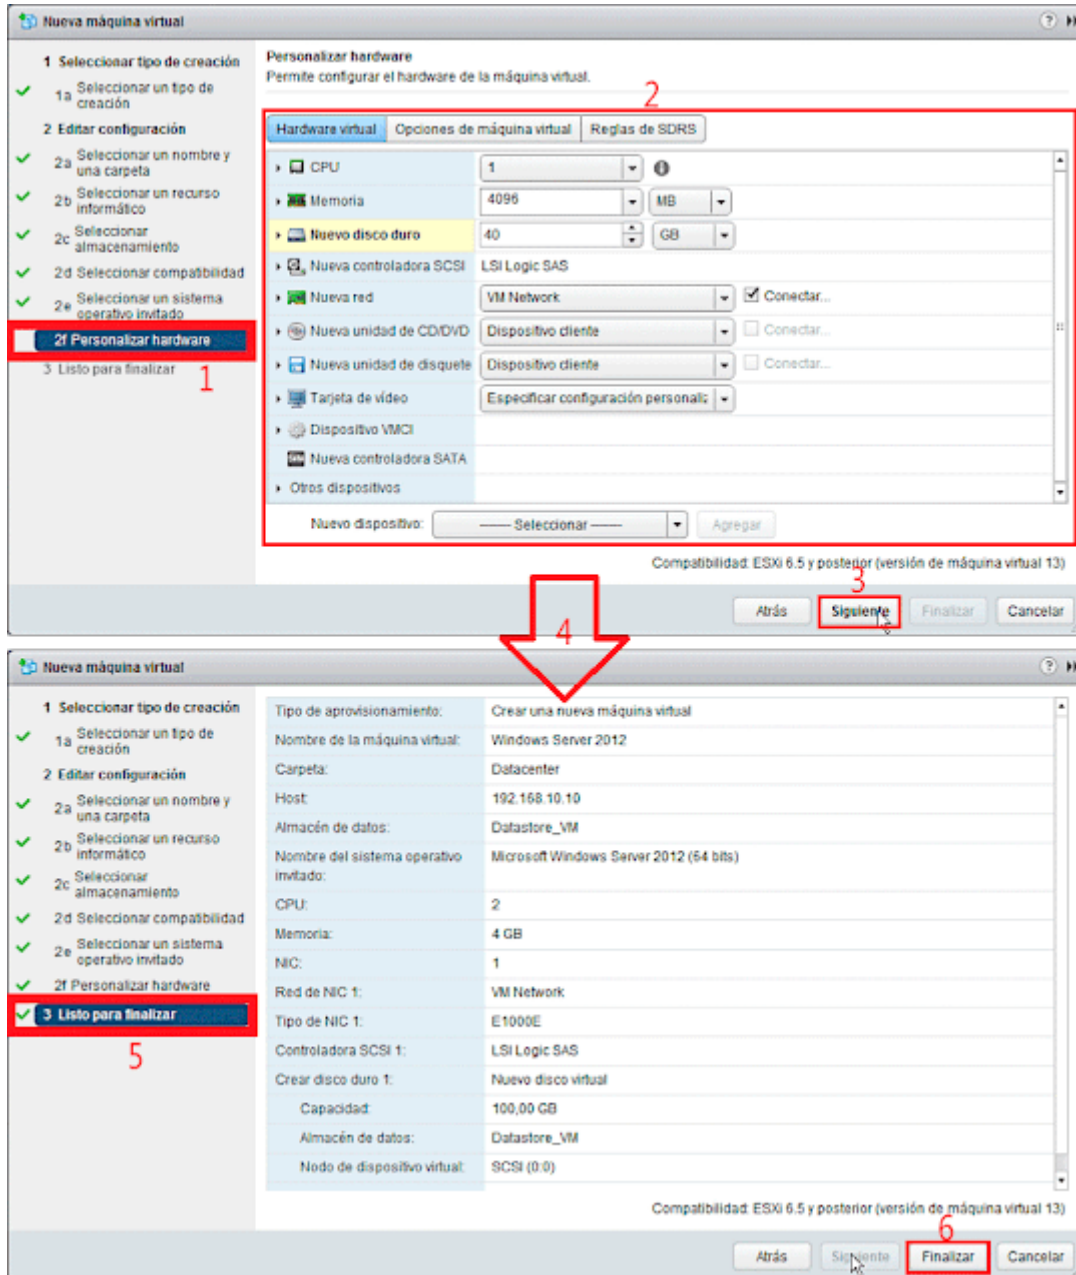 Nueva máquina virtual
1 Seleccionar tipo de creación
1a Seleccionar un tipo de
creación
2 Editar configuración
2a Seleccionar un nombre y
una carpeta
2b Seleccionar un recurso
informático
2c Seleccionar
almacenamiento
2d Seleccionar compatibilidad
2e Seleccionar un sistema
operativo invitado
2f Personalizar hardware
3 Listo para finalizar
1
Personalizar hardware
Permite configurar el hardware de la máquina virtual.
2
Hardware virtual Opciones de máquina virtual Reglas de SDRS
CPU 1
Memoria 4096 MB
Nuevo disco duro 40 GB
Nueva controladora SCSI LSI Logic SAS
Nueva red VM Network Conectar...
Nueva unidad de CD/DVD Dispositivo cliente Conectar...
Nueva unidad de disquete Dispositivo cliente Conectar...
Tarjeta de vídeo Especificar configuración personaliz
Dispositivo VMCI
Nueva controladora SATA
Otros dispositivos
Nuevo dispositivo: —— Seleccionar —— Agregar
Compatibilidad: ESXi 6.5 y posterior (versión de máquina virtual 13)
3
Atrás Siguiente Finalizar Cancelar
4
Nueva máquina virtual
1 Seleccionar tipo de creación
1a Seleccionar un tipo de
creación
2 Editar configuración
2a Seleccionar un nombre y
una carpeta
2b Seleccionar un recurso
informático
2c Seleccionar
almacenamiento
2d Seleccionar compatibilidad
2e Seleccionar un sistema
operativo invitado
2f Personalizar hardware
3 Listo para finalizar
5
Tipo de aprovisionamiento: Crear una nueva máquina virtual
Nombre de la máquina virtual: Windows Server 2012
Carpeta: Datacenter
Host: 192.168.10.10
Almacén de datos: Datastore_VM
Nombre del sistema operativo Microsoft Windows Server 2012 (64 bits)
invitado:
CPU: 2
Memoria: 4 GB
NIC: 1
Red de NIC 1: VM Network
Tipo de NIC 1: E1000E
Controladora SCSI 1: LSI Logic SAS
Crear disco duro 1: Nuevo disco virtual
Capacidad: 100,00 GB
Almacén de datos: Datastore_VM
Nodo de dispositivo virtual: SCSI (0:0)
Compatibilidad: ESXi 6.5 y posterior (versión de máquina virtual 13)
6
Atrás Siguiente Finalizar Cancelar